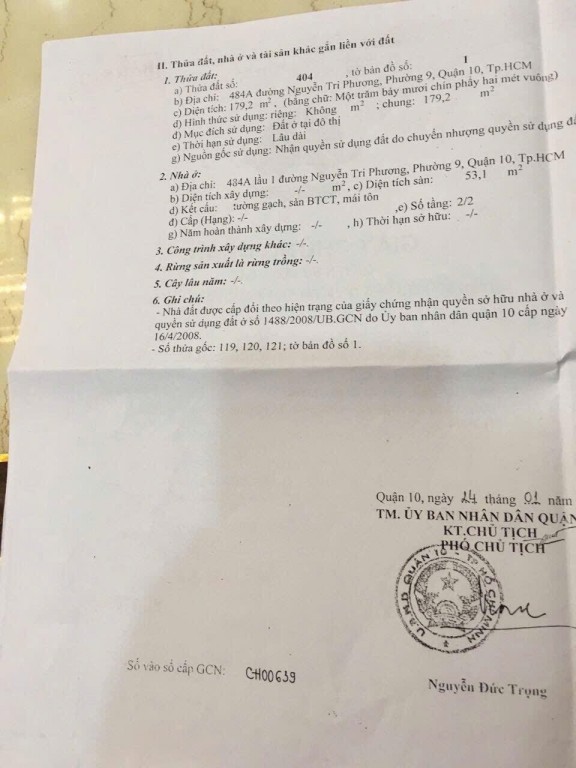 II. Thửa đất, nhà ở và tài sản khác gắn liền với đất
1. Thửa đất:
a) Thửa đất số: 404 , tờ bản đồ số: 1
b) Địa chỉ: 484A đường Nguyễn Tri Phương, Phường 9, Quận 10, Tp.HCM
c) Diện tích: 179,2 m², (bằng chữ: Một trăm bảy mươi chín phẩy hai mét vuông)
d) Hình thức sử dụng: riêng: Không m² ; chung: 179,2 m²
đ) Mục đích sử dụng: Đất ở tại đô thị
e) Thời hạn sử dụng: Lâu dài
g) Nguồn gốc sử dụng: Nhận quyền sử dụng đất do chuyển nhượng quyền sử dụng
2. Nhà ở:
a) Địa chỉ: 484A lầu 1 đường Nguyễn Tri Phương, Phường 9, Quận 10, Tp.HCM
b) Diện tích xây dựng: -/- m², c) Diện tích sàn: 53,1 m²
d) Kết cấu: tường gạch, sàn BTCT, mái tôn ,e) Số tầng: 2/2
đ) Cấp (Hạng): -/-
g) Năm hoàn thành xây dựng: -/- , h) Thời hạn sở hữu: -/-
3. Công trình xây dựng khác: -/-
4. Rừng sản xuất là rừng trồng: -/-
5. Cây lâu năm: -/-
6. Ghi chú:
- Nhà đất được cấp đổi theo hiện trạng của giấy chứng nhận quyền sở hữu nhà ở và
quyền sử dụng đất ở số 1488/2008/UB.GCN do Ủy ban nhân dân quận 10 cấp ngày
16/4/2008.
- Số thửa gốc: 119, 120, 121; tờ bản đồ số 1.
Quận 10, ngày 24 tháng 01 năm
TM. ỦY BAN NHÂN DÂN QUẬN
KT.CHỦ TỊCH
PHÓ CHỦ TỊCH
U.B.N.D QUẬN 10 - TP HỒ CHÍ MINH
Số vào sổ cấp GCN: CH00639
Nguyễn Đức Trọng